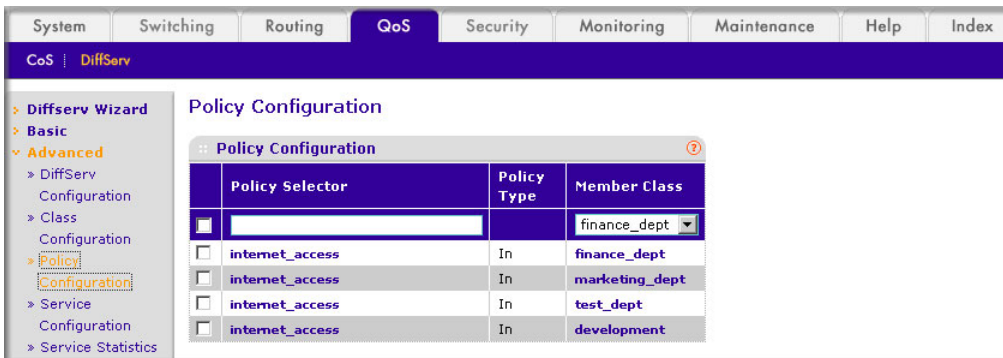 System Switching Routing QoS Security Monitoring Maintenance Help Index
CoS | DiffServ
Diffserv Wizard
Basic
Advanced
» DiffServ
Configuration
» Class
Configuration
» Policy
Configuration
» Service
Configuration
» Service Statistics
Policy Configuration
Policy Configuration ?
Policy Selector Policy Type Member Class
finance_dept
internet_access In finance_dept
internet_access In marketing_dept
internet_access In test_dept
internet_access In development